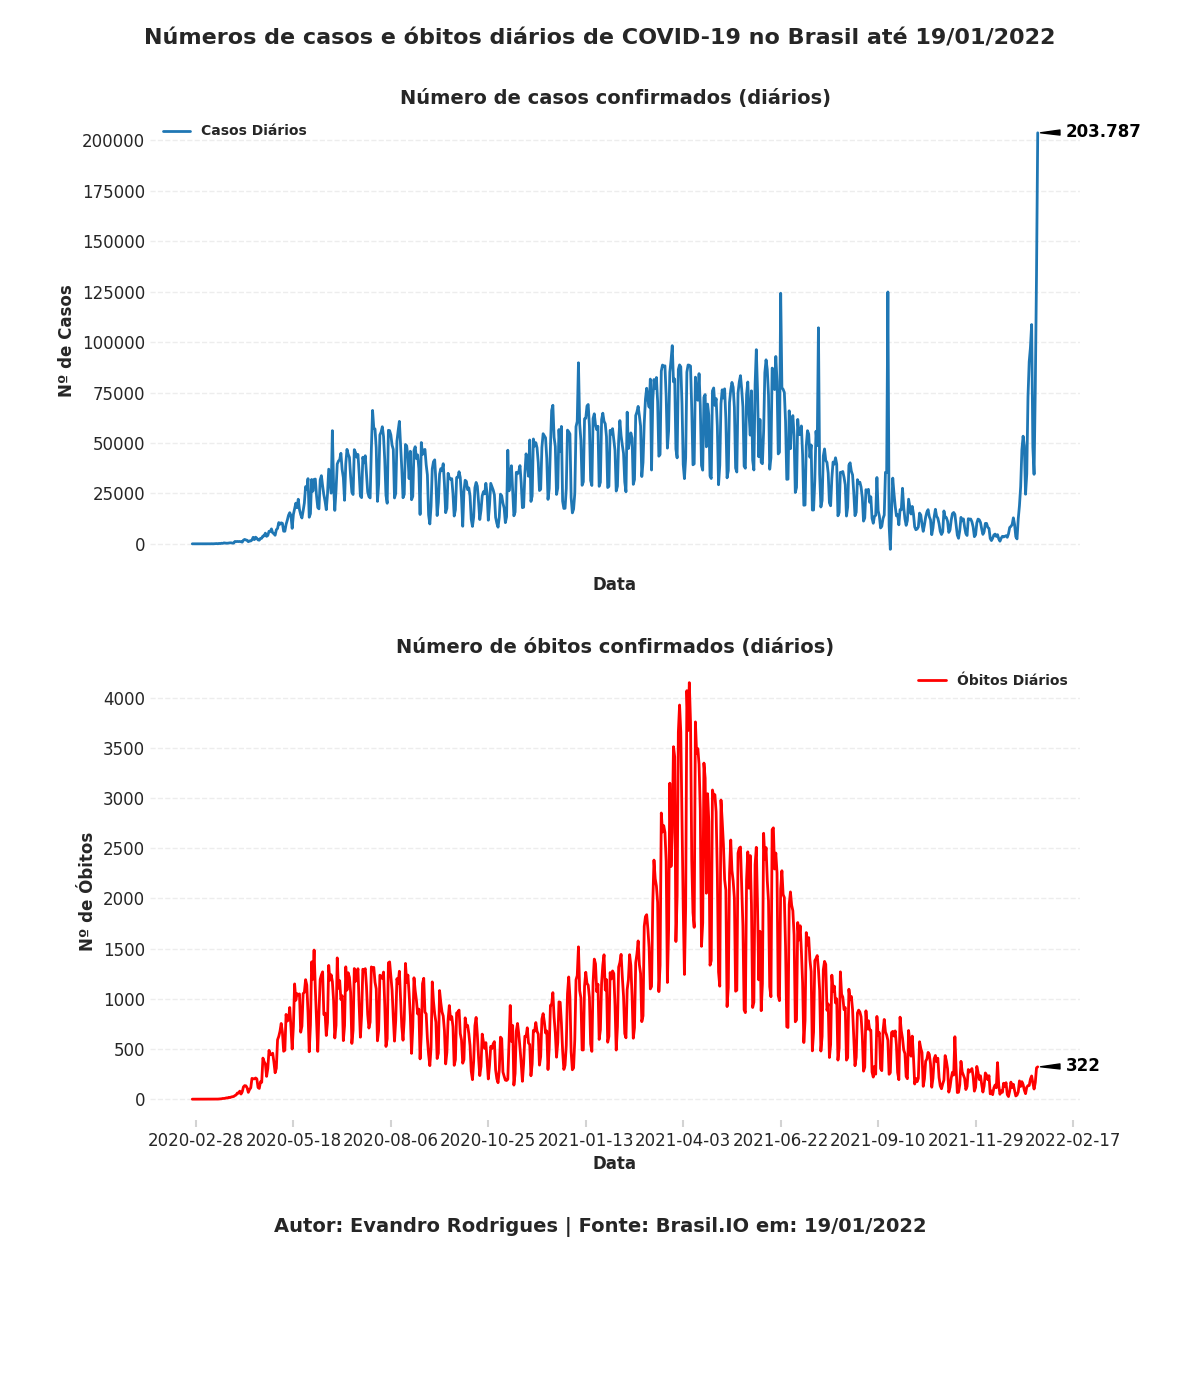 Números de casos e óbitos diários de COVID-19 no Brasil até 19/01/2022
Número de casos confirmados (diários)
Casos Diários
203.787
200000
175000
150000
125000
100000
75000
50000
25000
0
Nº de Casos
Data
Número de óbitos confirmados (diários)
Óbitos Diários
4000
3500
3000
2500
2000
1500
1000
500
0
Nº de Óbitos
322
2020-02-28 2020-05-18 2020-08-06 2020-10-25 2021-01-13 2021-04-03 2021-06-22 2021-09-10 2021-11-29 2022-02-17
Data
Autor: Evandro Rodrigues | Fonte: Brasil.IO em: 19/01/2022